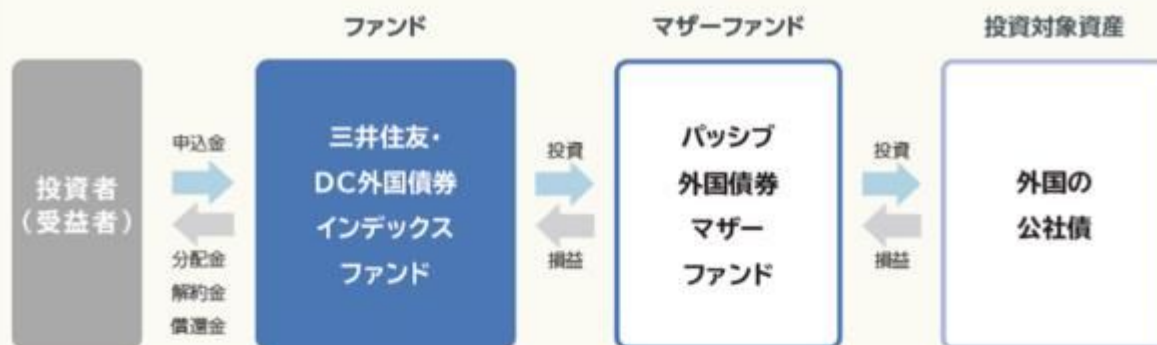 ファンド
マザーファンド
投資対象資産
投資者
（受益者）
申込金
分配金
解約金
償還金
三井住友・
DC外国債券
インデックス
ファンド
投資
損益
パッシブ
外国債券
マザー
ファンド
投資
損益
外国の
公社債